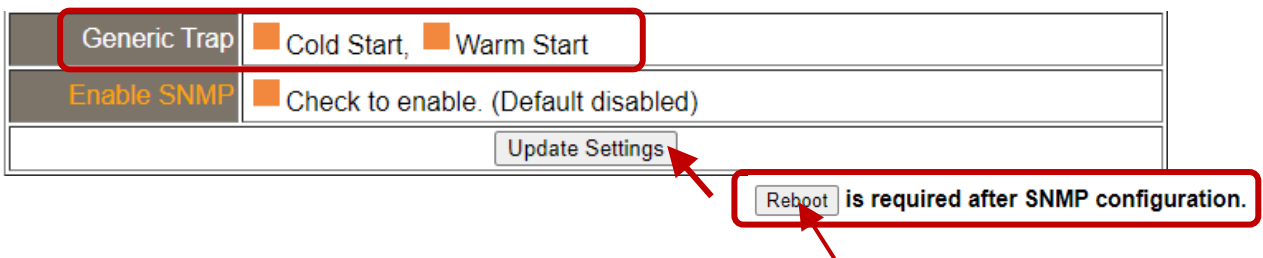 Generic Trap Cold Start, Warm Start
Enable SNMP Check to enable. (Default disabled)
Update Settings
Reboot is required after SNMP configuration.